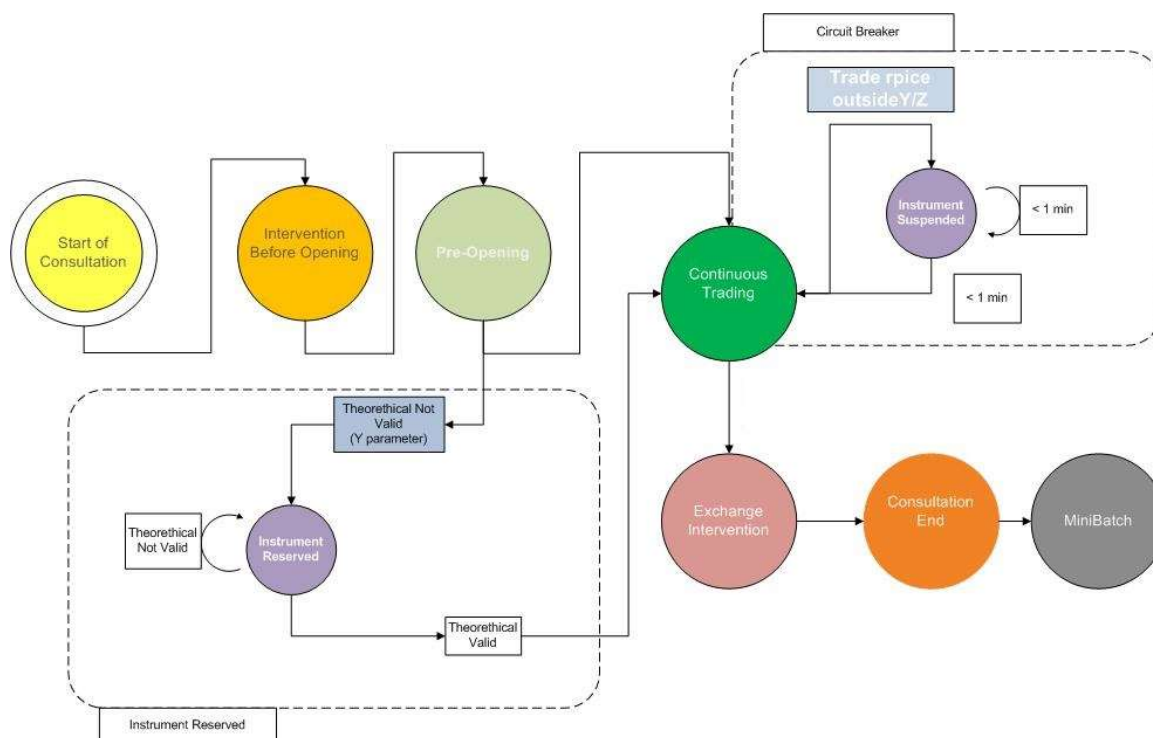 Circuit Breaker
Trade rpice
outsideY/Z
Instrument
Suspended
< 1 min
< 1 min
Start of
Consultation
Intervention
Before Opening
Pre-Opening
Continuous
Trading
Theorethical Not
Valid
(Y parameter)
Theorethical
Not Valid
Instrument
Reserved
Theorethical
Valid
Instrument Reserved
Exchange
Intervention
Consultation
End
MiniBatch